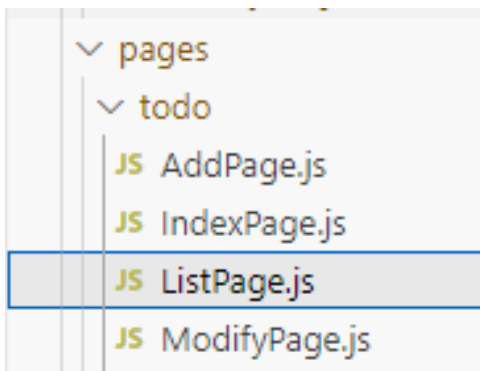 pages
todo
JS AddPage.js
JS IndexPage.js
JS ListPage.js
JS ModifyPage.js